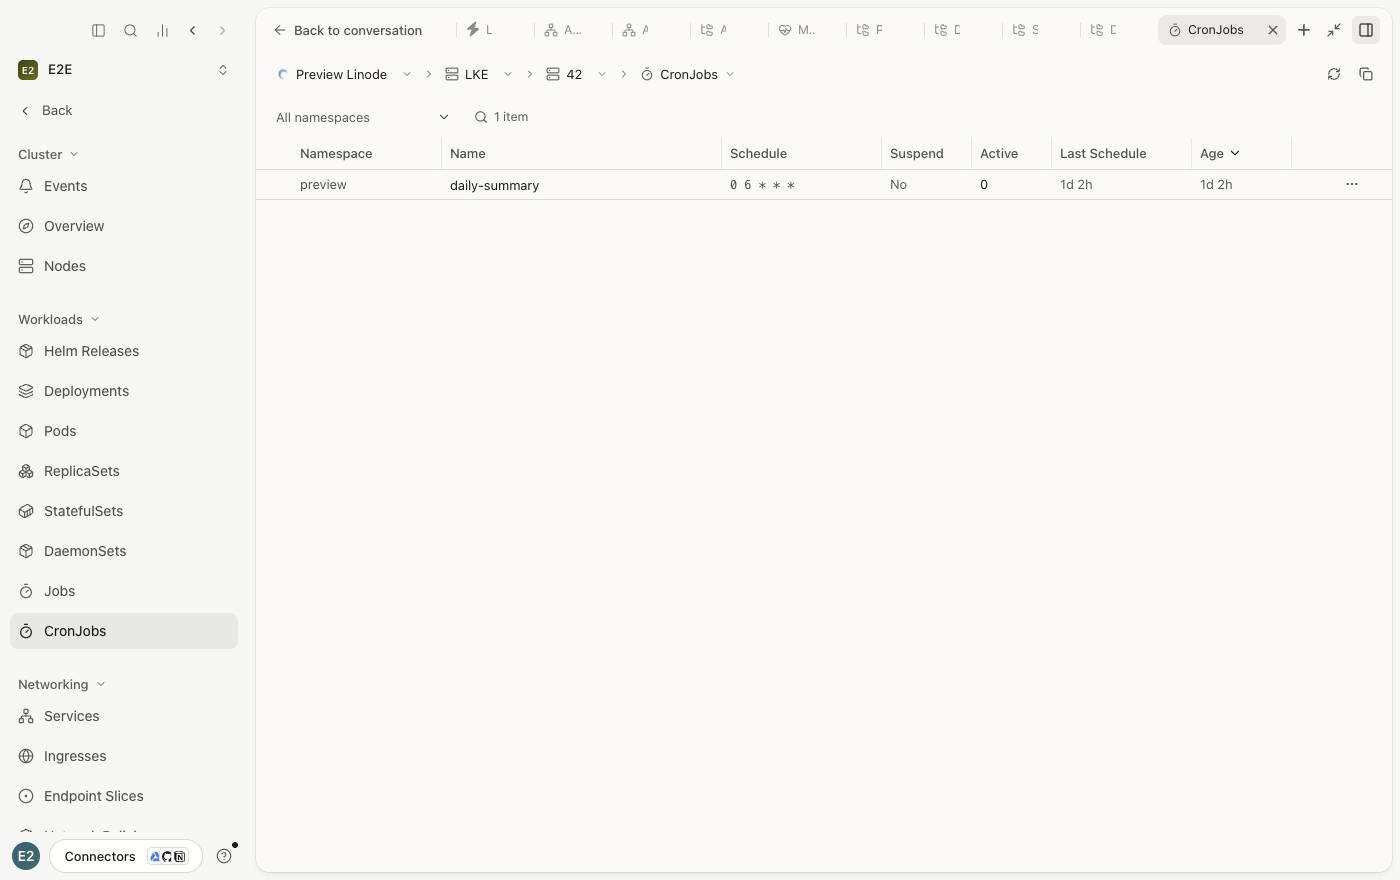 Back to conversation
L
A...
A
A
M..
P
D
S
D
CronJobs
E2 E2E
Preview Linode
LKE
42
CronJobs
Back
All namespaces
1 item
Cluster
Namespace Name Schedule Suspend Active Last Schedule Age
Events
preview daily-summary 0 6 * * * No 0 1d 2h 1d 2h
Overview
Nodes
Workloads
Helm Releases
Deployments
Pods
ReplicaSets
StatefulSets
DaemonSets
Jobs
CronJobs
Networking
Services
Ingresses
Endpoint Slices
E2 Connectors